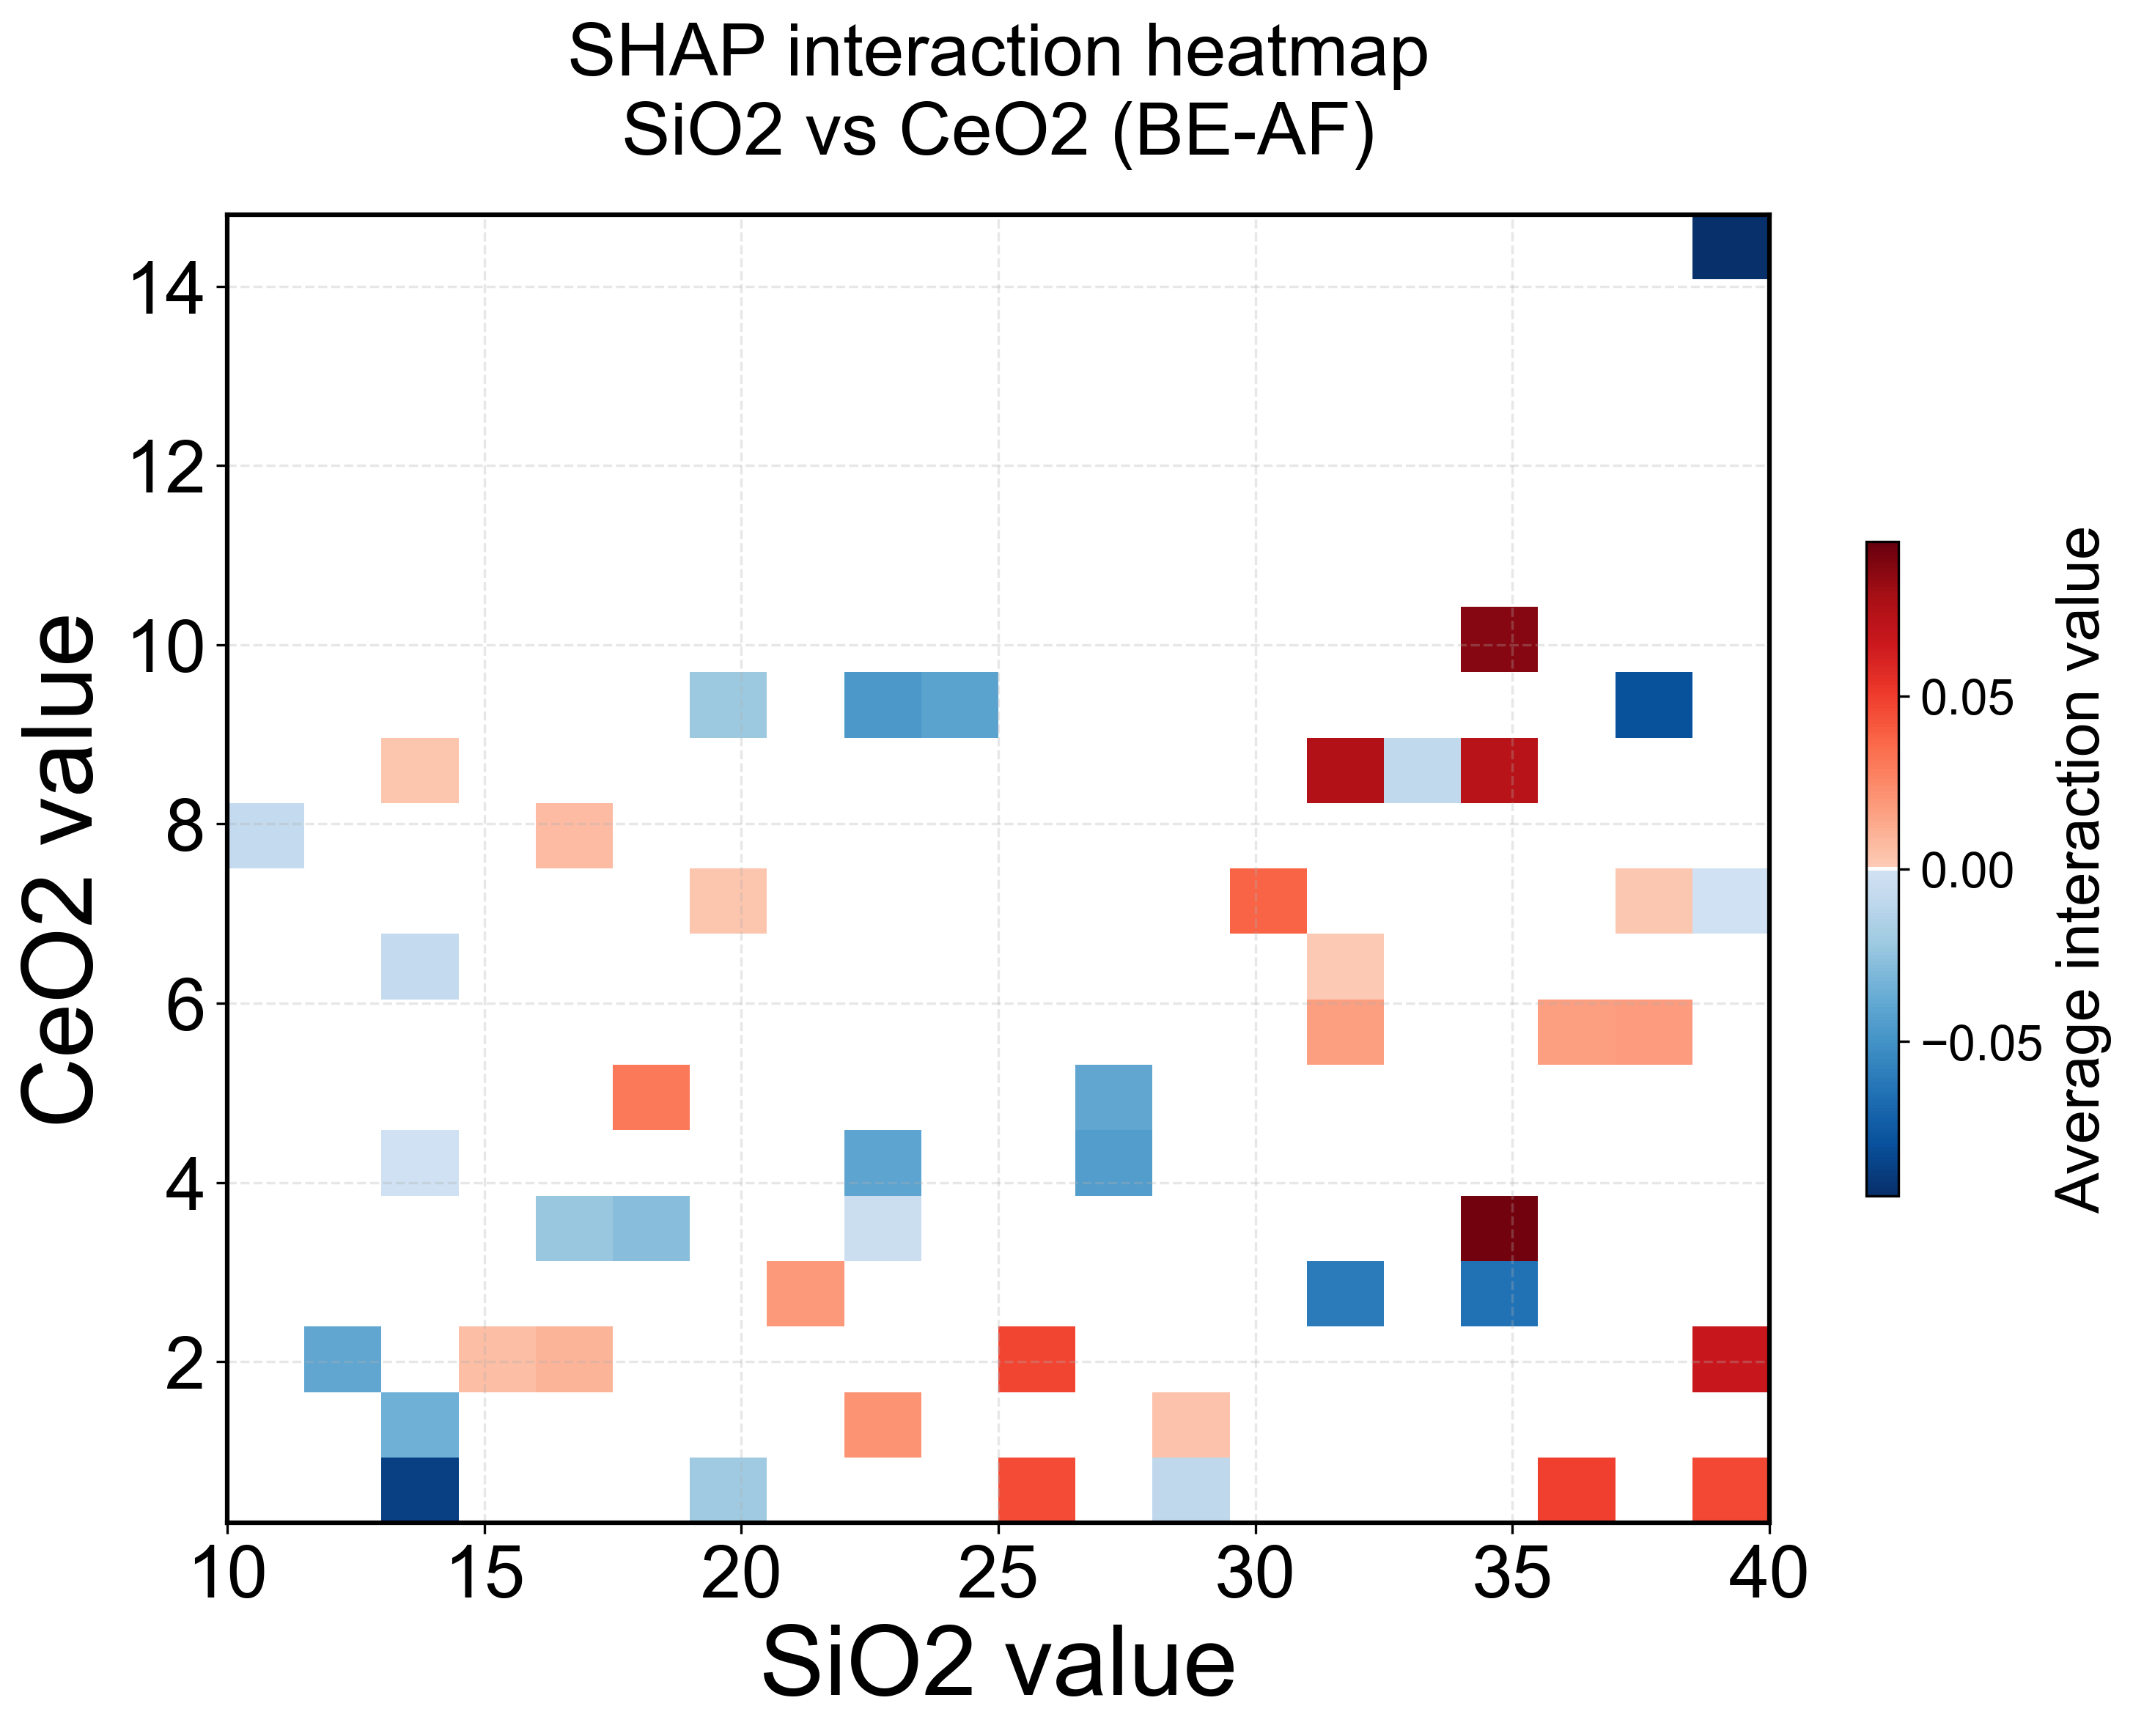 SHAP interaction heatmap
SiO2 vs CeO2 (BE-AF)
CeO2 value
14
12
10
8
6
4
2
10 15 20 25 30 35 40
SiO2 value
0.05
0.00
−0.05
Average interaction value